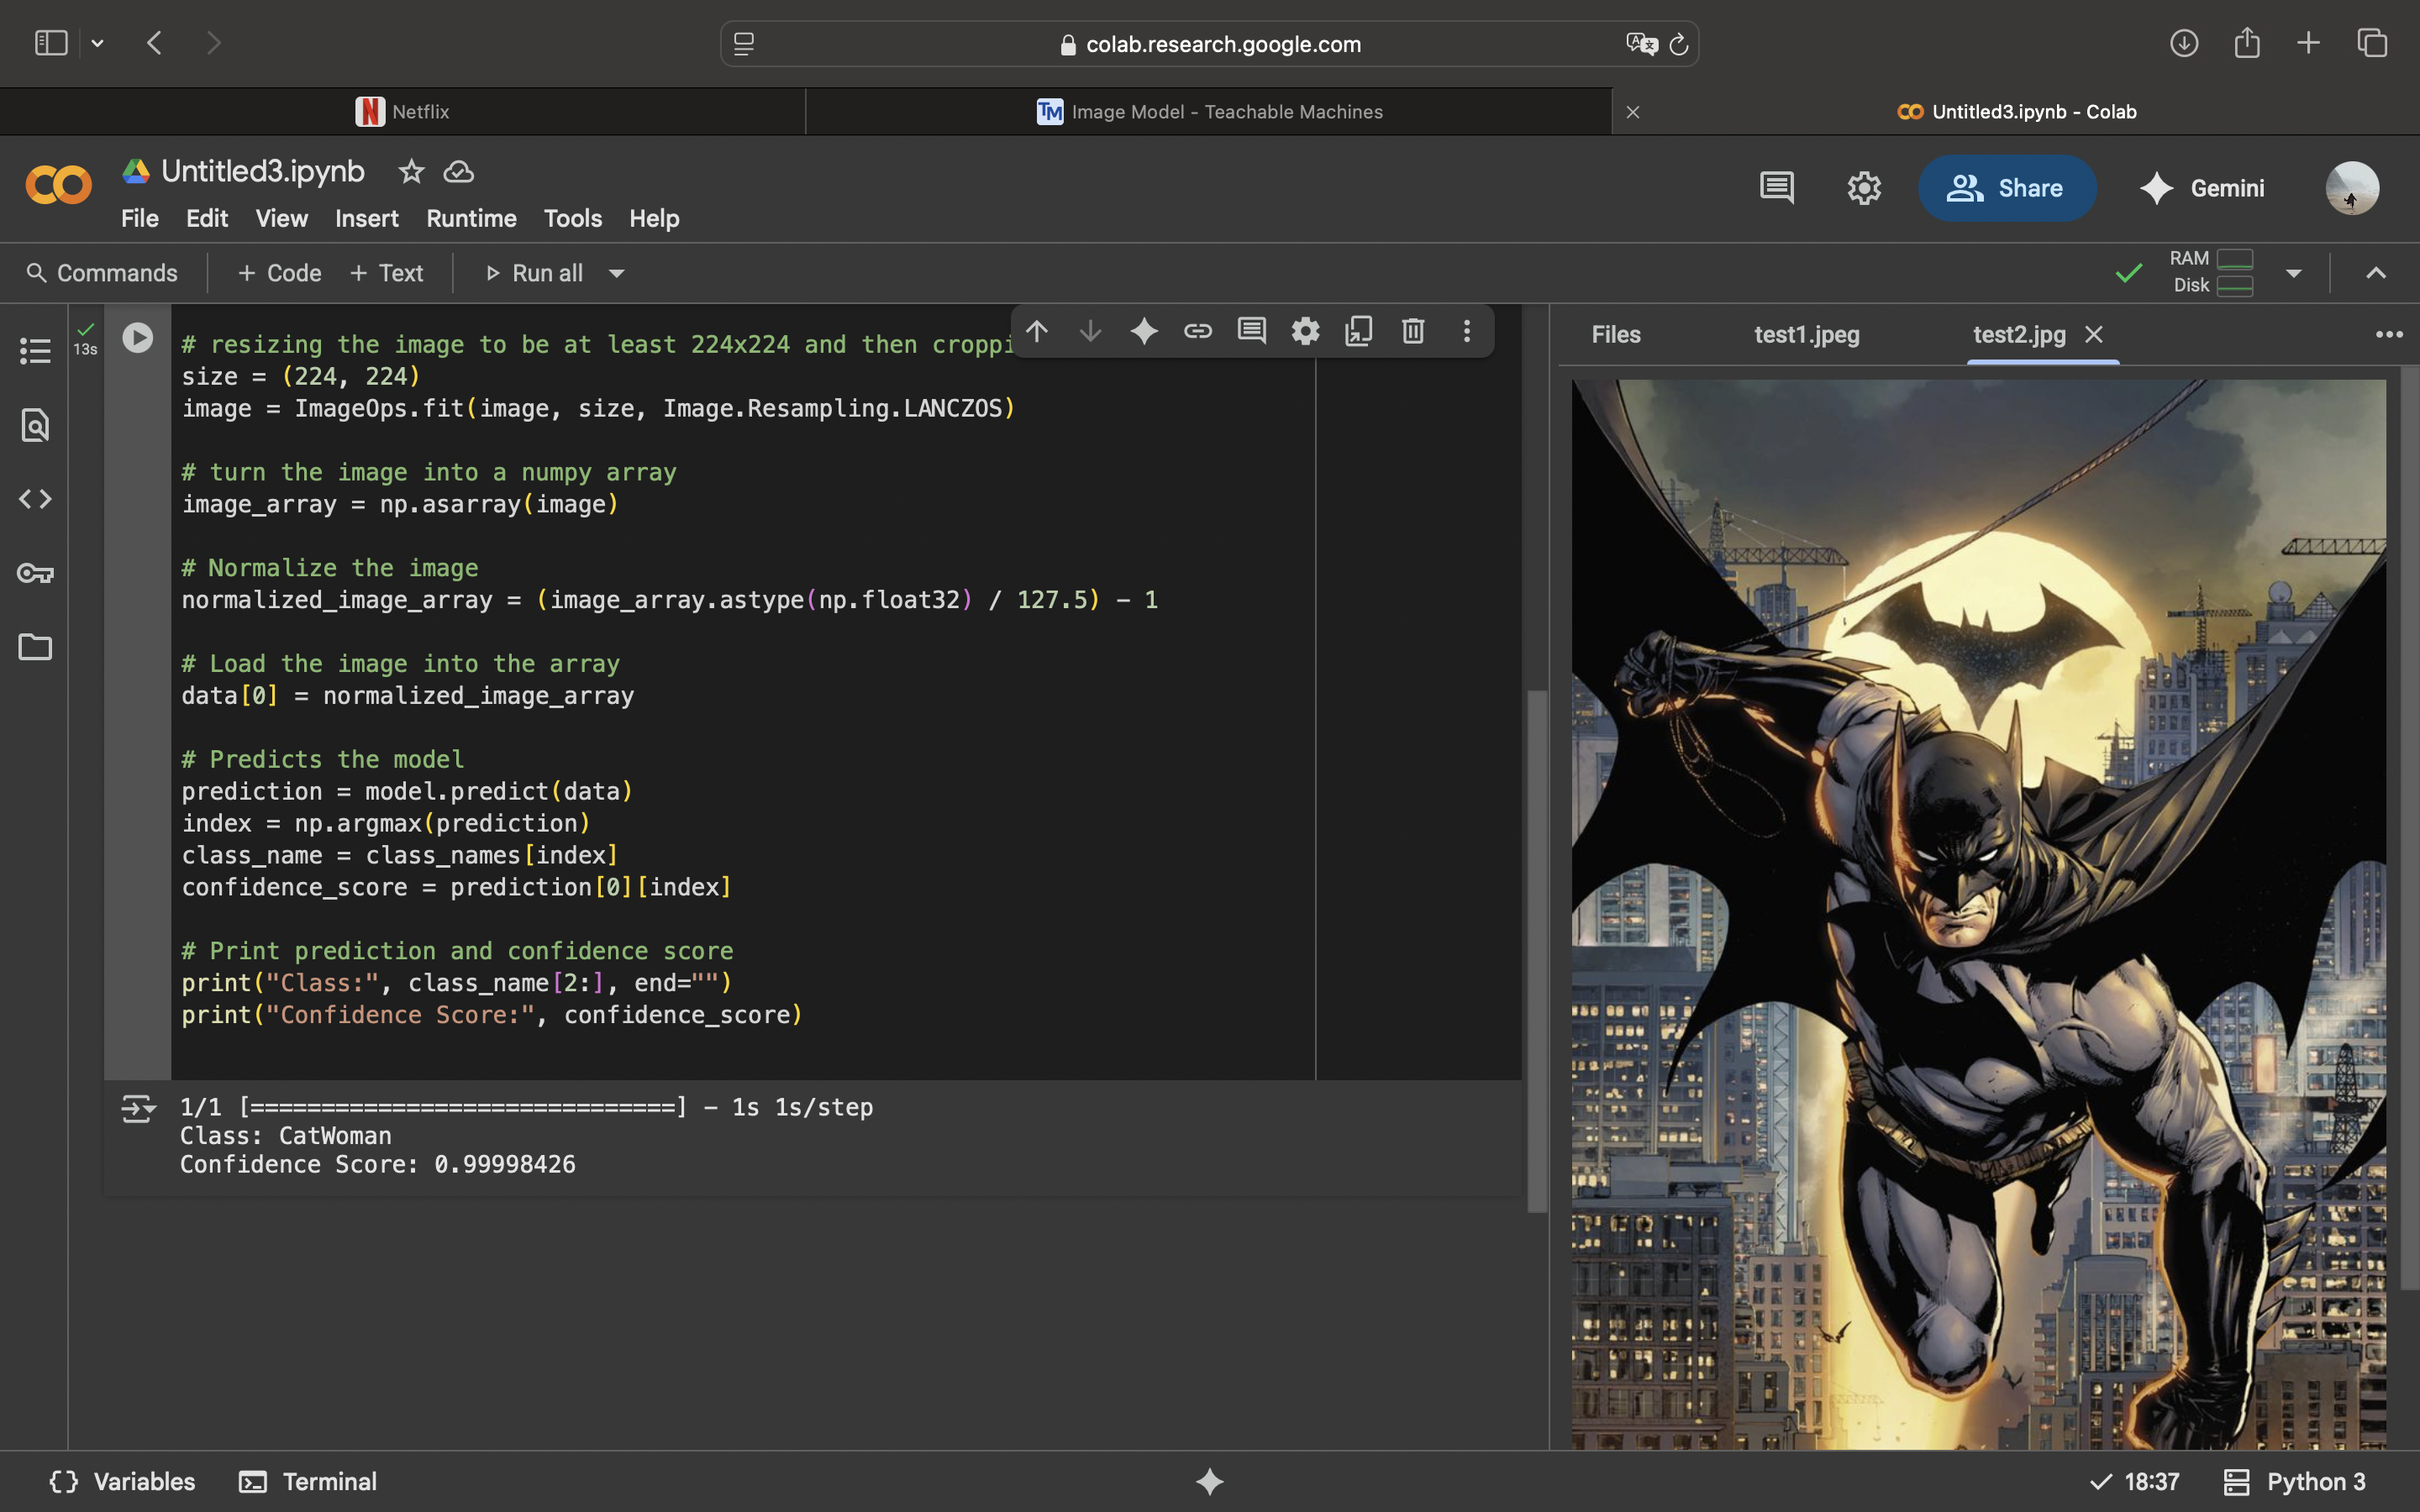 colab.research.google.com
Netflix
TM Image Model - Teachable Machines
Untitled3.ipynb - Colab
Untitled3.ipynb
File Edit View Insert Runtime Tools Help
Share
Gemini
Commands + Code + Text Run all
RAM
Disk
13s
# resizing the image to be at least 224x224 and then croppi
size = (224, 224)
image = ImageOps.fit(image, size, Image.Resampling.LANCZOS)
# turn the image into a numpy array
image_array = np.asarray(image)
# Normalize the image
normalized_image_array = (image_array.astype(np.float32) / 127.5) - 1
# Load the image into the array
data[0] = normalized_image_array
# Predicts the model
prediction = model.predict(data)
index = np.argmax(prediction)
class_name = class_names[index]
confidence_score = prediction[0][index]
# Print prediction and confidence score
print("Class:", class_name[2:], end="")
print("Confidence Score:", confidence_score)
1/1 [==============================] - 1s 1s/step
Class: CatWoman
Confidence Score: 0.99998426
Files test1.jpeg test2.jpg
Variables Terminal
18:37 Python 3